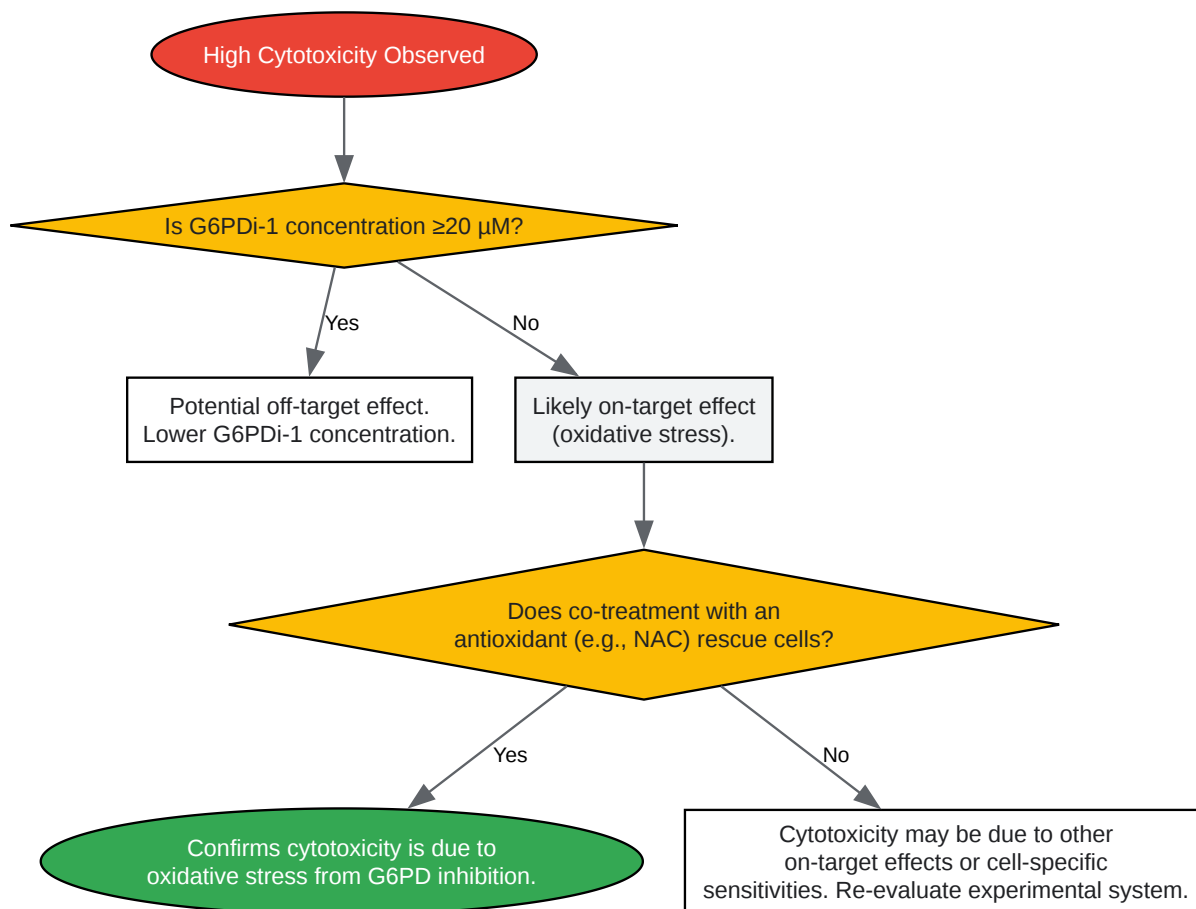 High Cytotoxicity Observed
Is G6PDi-1 concentration ≥20 µM?
Yes
No
Potential off-target effect.
Lower G6PDi-1 concentration.
Likely on-target effect
(oxidative stress).
Does co-treatment with an
antioxidant (e.g., NAC) rescue cells?
Yes
No
Confirms cytotoxicity is due to
oxidative stress from G6PD inhibition.
Cytotoxicity may be due to other
on-target effects or cell-specific
sensitivities. Re-evaluate experimental system.